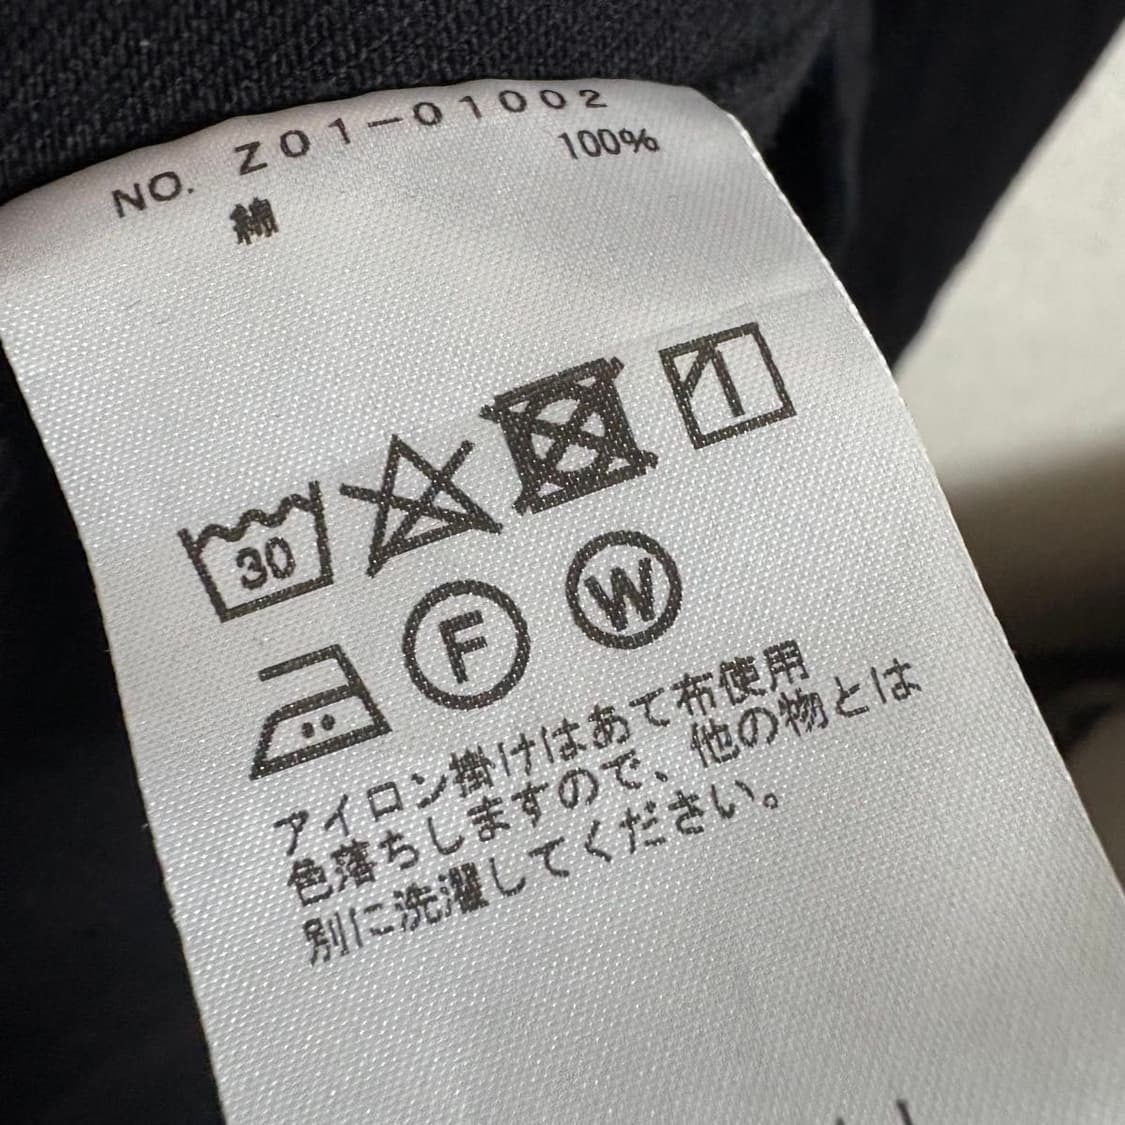 NO. Z01-01002
綿 100%
30
F W
アイロン掛けはあて布使用
色落ちしますので、他の物とは
別に洗濯してください。